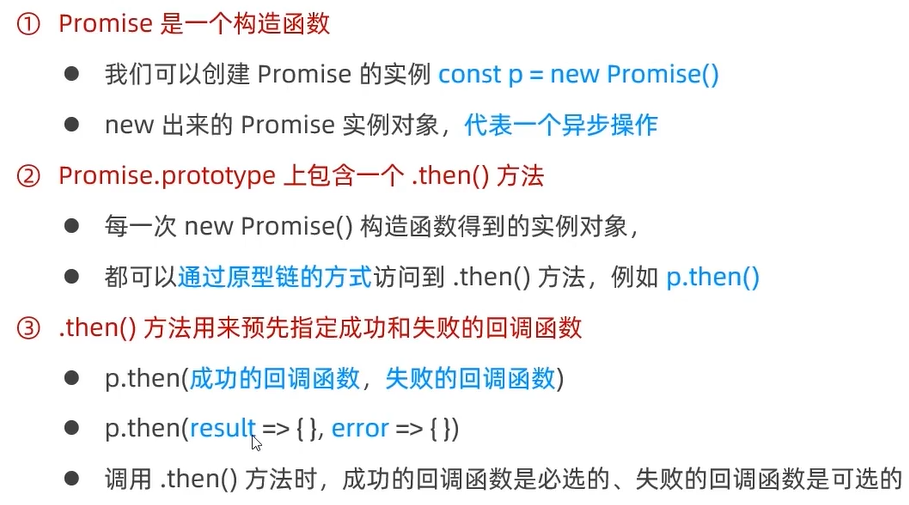 ① Promise 是一个构造函数
● 我们可以创建 Promise 的实例 const p = new Promise()
● new 出来的 Promise 实例对象，代表一个异步操作
② Promise.prototype 上包含一个 .then() 方法
● 每一次 new Promise() 构造函数得到的实例对象，
● 都可以通过原型链的方式访问到 .then() 方法，例如 p.then()
③ .then() 方法用来预先指定成功和失败的回调函数
● p.then(成功的回调函数，失败的回调函数)
● p.then(result => { }, error => { })
● 调用 .then() 方法时，成功的回调函数是必选的、失败的回调函数是可选的